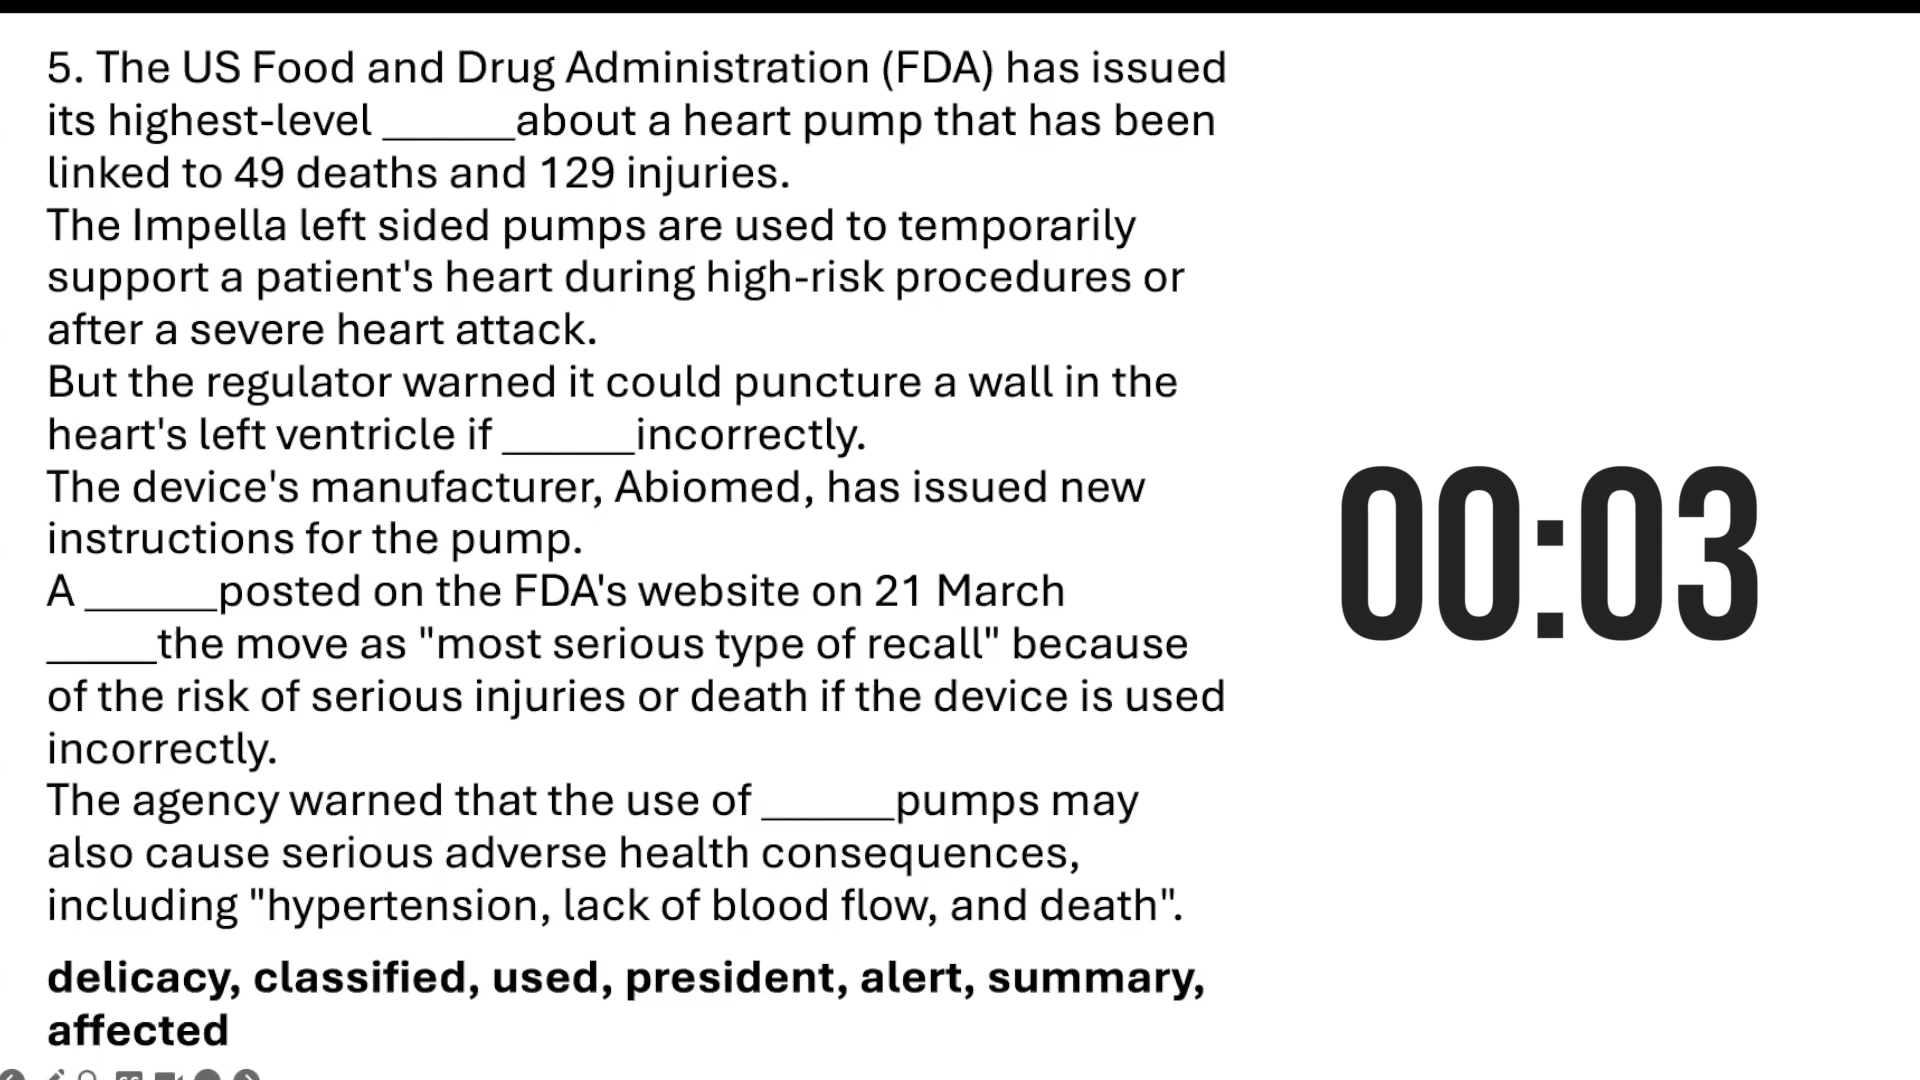 5. The US Food and Drug Administration (FDA) has issued
its highest-level ______about a heart pump that has been
linked to 49 deaths and 129 injuries.
The Impella left sided pumps are used to temporarily
support a patient's heart during high-risk procedures or
after a severe heart attack.
But the regulator warned it could puncture a wall in the
heart's left ventricle if ______incorrectly.
The device's manufacturer, Abiomed, has issued new
instructions for the pump.
A ______posted on the FDA's website on 21 March
_____the move as "most serious type of recall" because
of the risk of serious injuries or death if the device is used
incorrectly.
The agency warned that the use of ______pumps may
also cause serious adverse health consequences,
including "hypertension, lack of blood flow, and death".
delicacy, classified, used, president, alert, summary,
affected
00:03